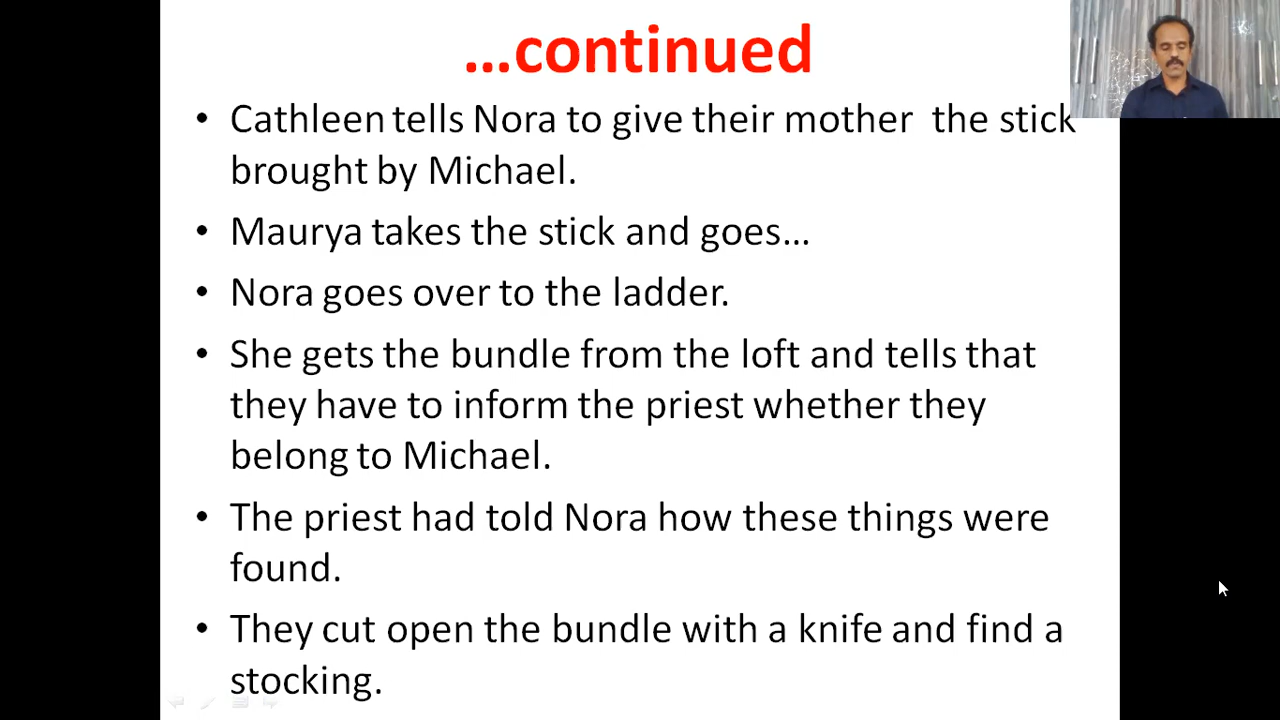 ...continued
• Cathleen tells Nora to give their mother the stick
brought by Michael.
• Maurya takes the stick and goes...
• Nora goes over to the ladder.
• She gets the bundle from the loft and tells that
they have to inform the priest whether they
belong to Michael.
• The priest had told Nora how these things were
found.
• They cut open the bundle with a knife and find a
stocking.